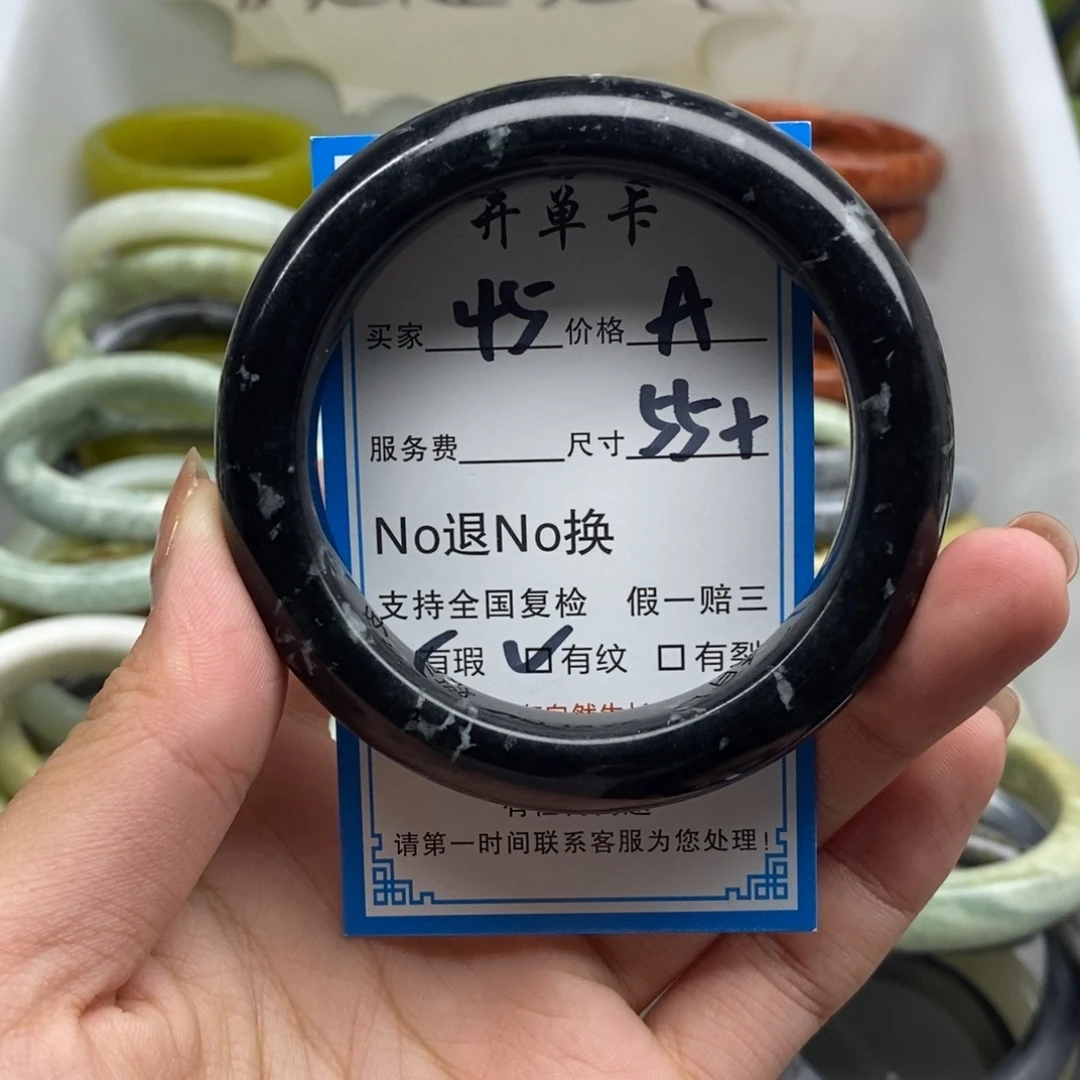 开单卡
买家 45 价格 A
服务费 尺寸 55+
No退No换
支持全国复检 假一赔三
有瑕 ✓□有纹 □有裂
请第一时间联系客服为您处理!